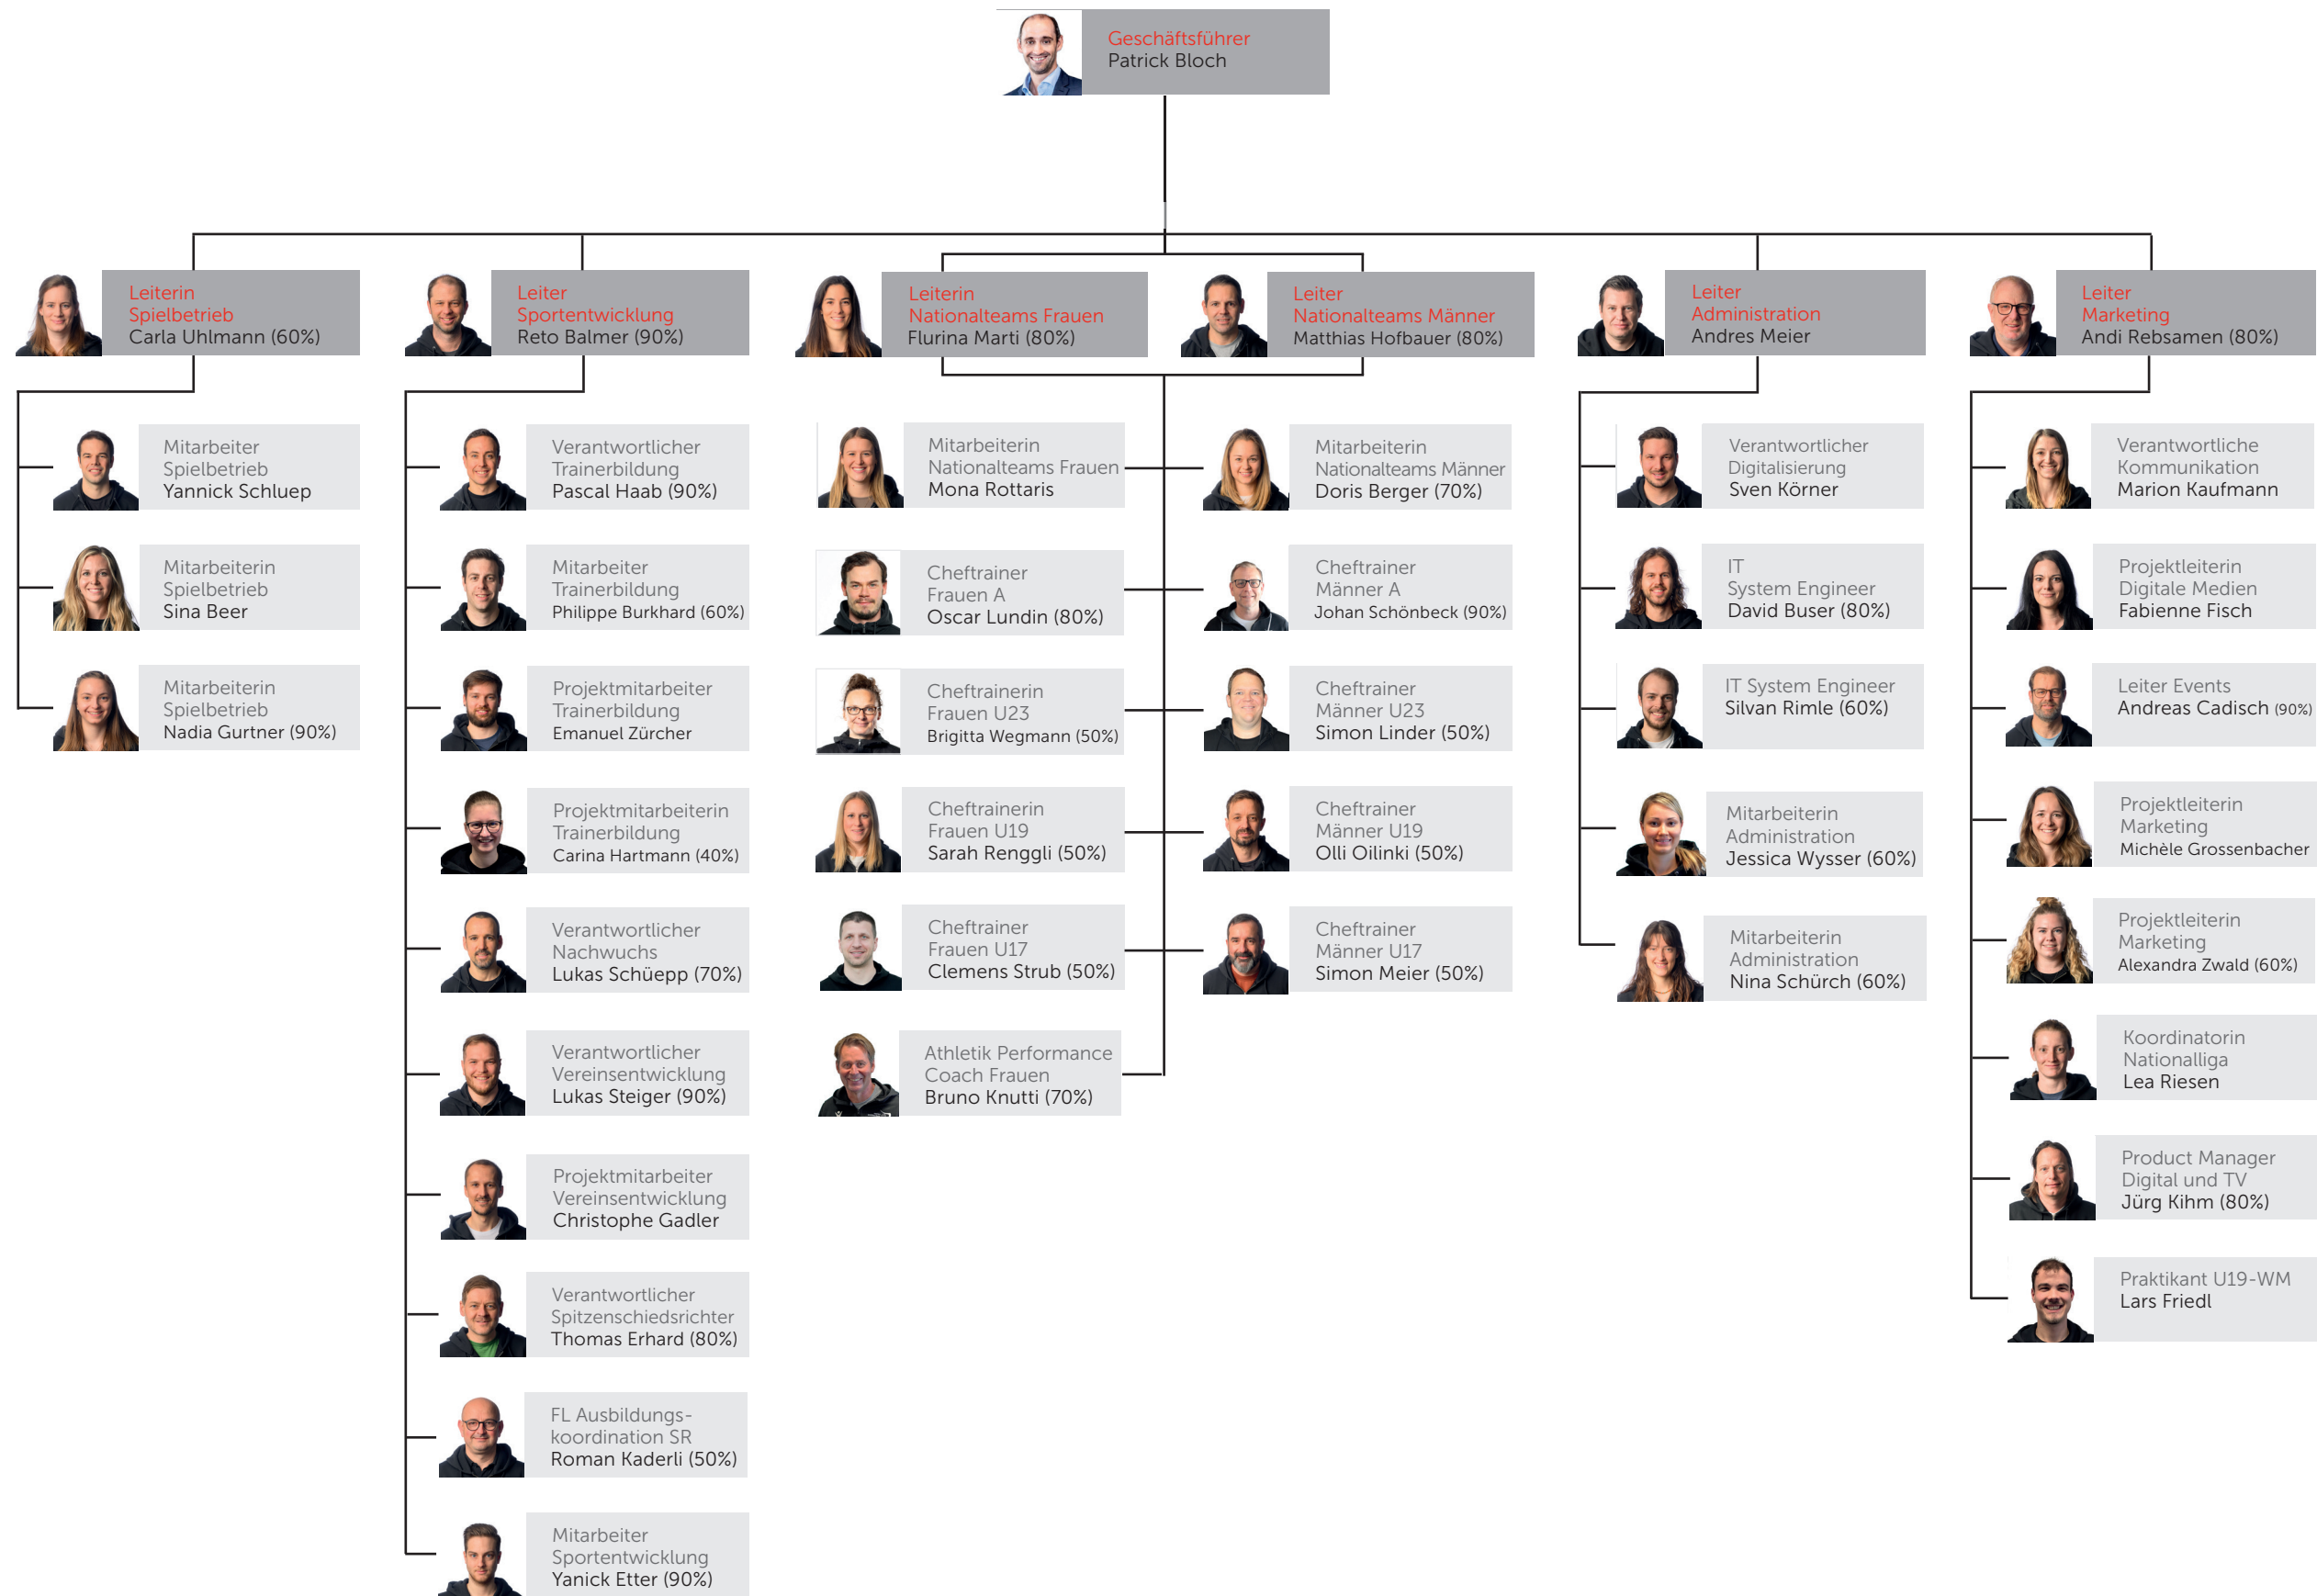 Geschäftsführer
Patrick Bloch
Leiterin
Spielbetrieb
Carla Uhlmann (60%)
Leiter
Sportentwicklung
Reto Balmer (90%)
Leiterin
Nationalteams Frauen
Flurina Marti (80%)
Leiter
Nationalteams Männer
Matthias Hofbauer (80%)
Leiter
Administration
Andres Meier
Leiter
Marketing
Andi Rebsamen (80%)
Mitarbeiter
Spielbetrieb
Yannick Schluep
Mitarbeiterin
Spielbetrieb
Sina Beer
Mitarbeiterin
Spielbetrieb
Nadia Gurtner (90%)
Verantwortlicher
Trainerbildung
Pascal Haab (90%)
Mitarbeiter
Trainerbildung
Philippe Burkhard (60%)
Projektmitarbeiter
Trainerbildung
Emanuel Zürcher
Projektmitarbeiterin
Trainerbildung
Carina Hartmann (40%)
Verantwortlicher
Nachwuchs
Lukas Schüepp (70%)
Verantwortlicher
Vereinsentwicklung
Lukas Steiger (90%)
Projektmitarbeiter
Vereinsentwicklung
Christophe Gadler
Verantwortlicher
Spitzenschiedsrichter
Thomas Erhard (80%)
FL Ausbildungs-
koordination SR
Roman Kaderli (50%)
Mitarbeiter
Sportentwicklung
Yanick Etter (90%)
Mitarbeiterin
Nationalteams Frauen
Mona Rottaris
Cheftrainer
Frauen A
Oscar Lundin (80%)
Cheftrainerin
Frauen U23
Brigitta Wegmann (50%)
Cheftrainerin
Frauen U19
Sarah Renggli (50%)
Cheftrainer
Frauen U17
Clemens Strub (50%)
Athletik Performance
Coach Frauen
Bruno Knutti (70%)
Mitarbeiterin
Nationalteams Männer
Doris Berger (70%)
Cheftrainer
Männer A
Johan Schönbeck (90%)
Cheftrainer
Männer U23
Simon Linder (50%)
Cheftrainer
Männer U19
Olli Oilinki (50%)
Cheftrainer
Männer U17
Simon Meier (50%)
Verantwortlicher
Digitalisierung
Sven Körner
IT
System Engineer
David Buser (80%)
IT System Engineer
Silvan Rimle (60%)
Mitarbeiterin
Administration
Jessica Wysser (60%)
Mitarbeiterin
Administration
Nina Schürch (60%)
Verantwortliche
Kommunikation
Marion Kaufmann
Projektleiterin
Digitale Medien
Fabienne Fisch
Leiter Events
Andreas Cadisch (90%)
Projektleiterin
Marketing
Michèle Grossenbacher
Projektleiterin
Marketing
Alexandra Zwald (60%)
Koordinatorin
Nationalliga
Lea Riesen
Product Manager
Digital und TV
Jürg Kihm (80%)
Praktikant U19-WM
Lars Friedl